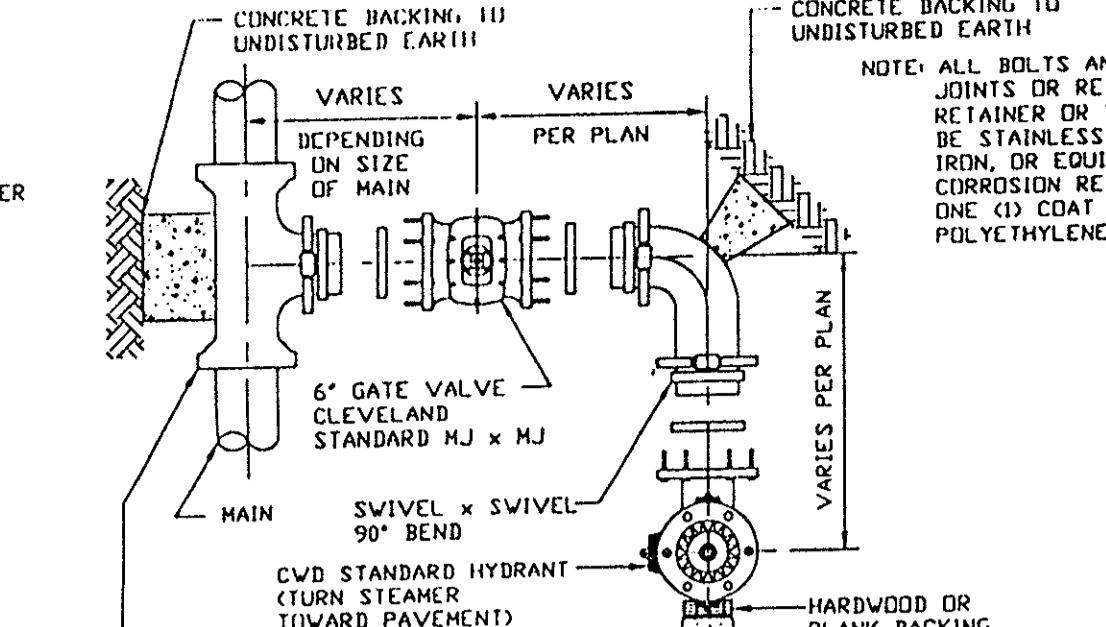 CONCRETE BACKING TO
UNDISTURBED EARTH
CONCRETE BACKING TO
UNDISTURBED EARTH
NOTE: ALL BOLTS AN
JOINTS OR RE
RETAINER OR
BE STAINLESS
IRON, OR EQUI
CORROSION RE
ONE (1) COAT
POLYETHYLENE
VARIES
DEPENDING
ON SIZE
OF MAIN
VARIES
PER PLAN
ER
VARIES PER PLAN
6" GATE VALVE
CLEVELAND
STANDARD MJ x MJ
MAIN
SWIVEL x SWIVEL
90° BEND
CWD STANDARD HYDRANT
(TURN STEAMER
TOWARD PAVEMENT)
HARDWOOD OR
PLANK BACKING